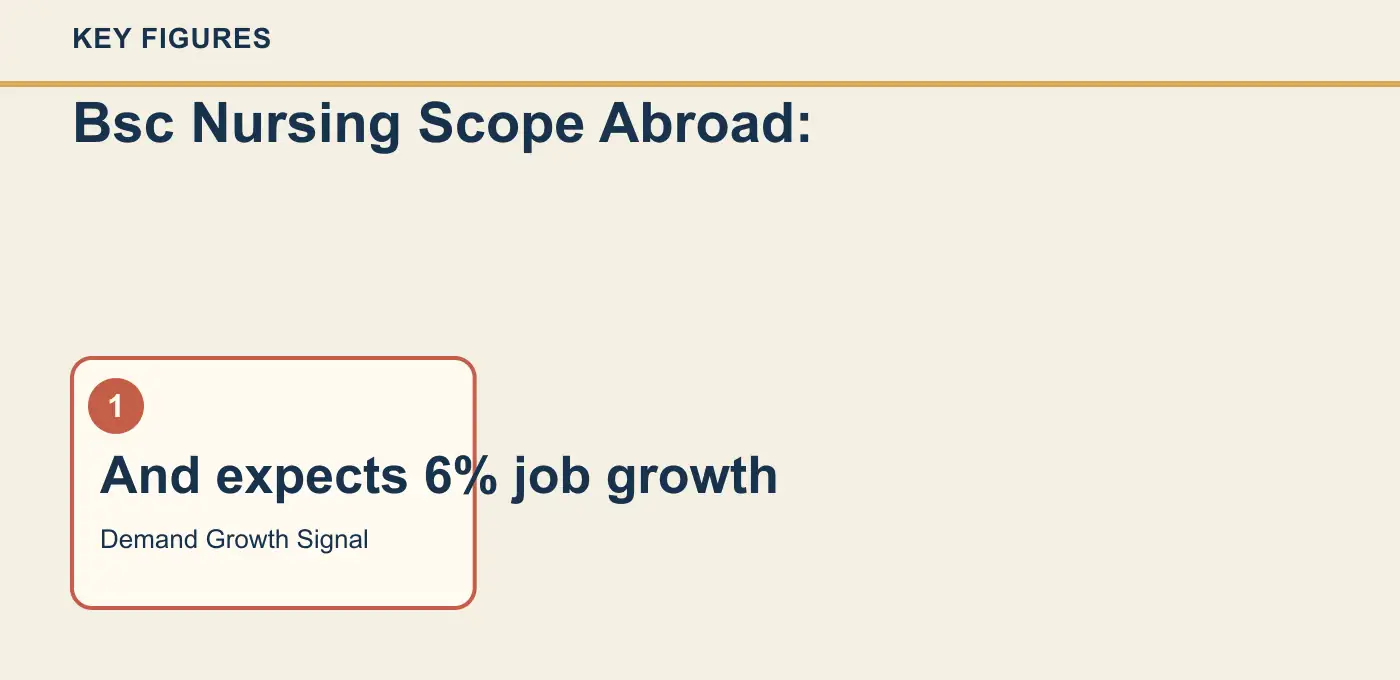 KEY FIGURES
Bsc Nursing Scope Abroad:
1
And expects 6% job growth
Demand Growth Signal